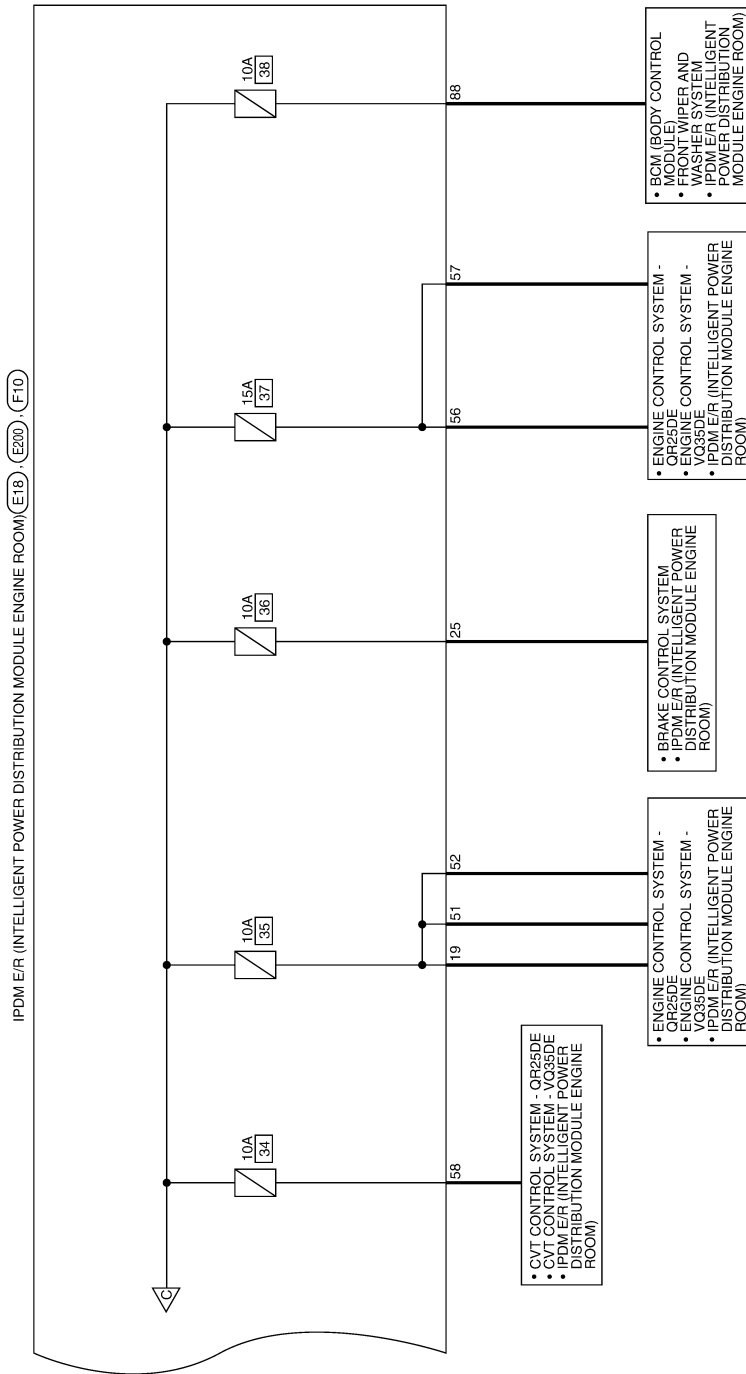 IPDM E/R (INTELLIGENT POWER DISTRIBUTION MODULE ENGINE ROOM) E18 , E200 , F10
C
10A
34
10A
35
10A
36
15A
37
10A
38
58
19
51
52
25
56
57
88
• CVT CONTROL SYSTEM - QR25DE
• CVT CONTROL SYSTEM - VQ35DE
• IPDM E/R (INTELLIGENT POWER
DISTRIBUTION MODULE ENGINE
ROOM)
• ENGINE CONTROL SYSTEM -
QR25DE
• ENGINE CONTROL SYSTEM -
VQ35DE
• IPDM E/R (INTELLIGENT POWER
DISTRIBUTION MODULE ENGINE
ROOM)
• BRAKE CONTROL SYSTEM
• IPDM E/R (INTELLIGENT POWER
DISTRIBUTION MODULE ENGINE
ROOM)
• ENGINE CONTROL SYSTEM -
QR25DE
• ENGINE CONTROL SYSTEM -
VQ35DE
• IPDM E/R (INTELLIGENT POWER
DISTRIBUTION MODULE ENGINE
ROOM)
• BCM (BODY CONTROL
MODULE)
• FRONT WIPER AND
WASHER SYSTEM
• IPDM E/R (INTELLIGENT
POWER DISTRIBUTION
MODULE ENGINE ROOM)